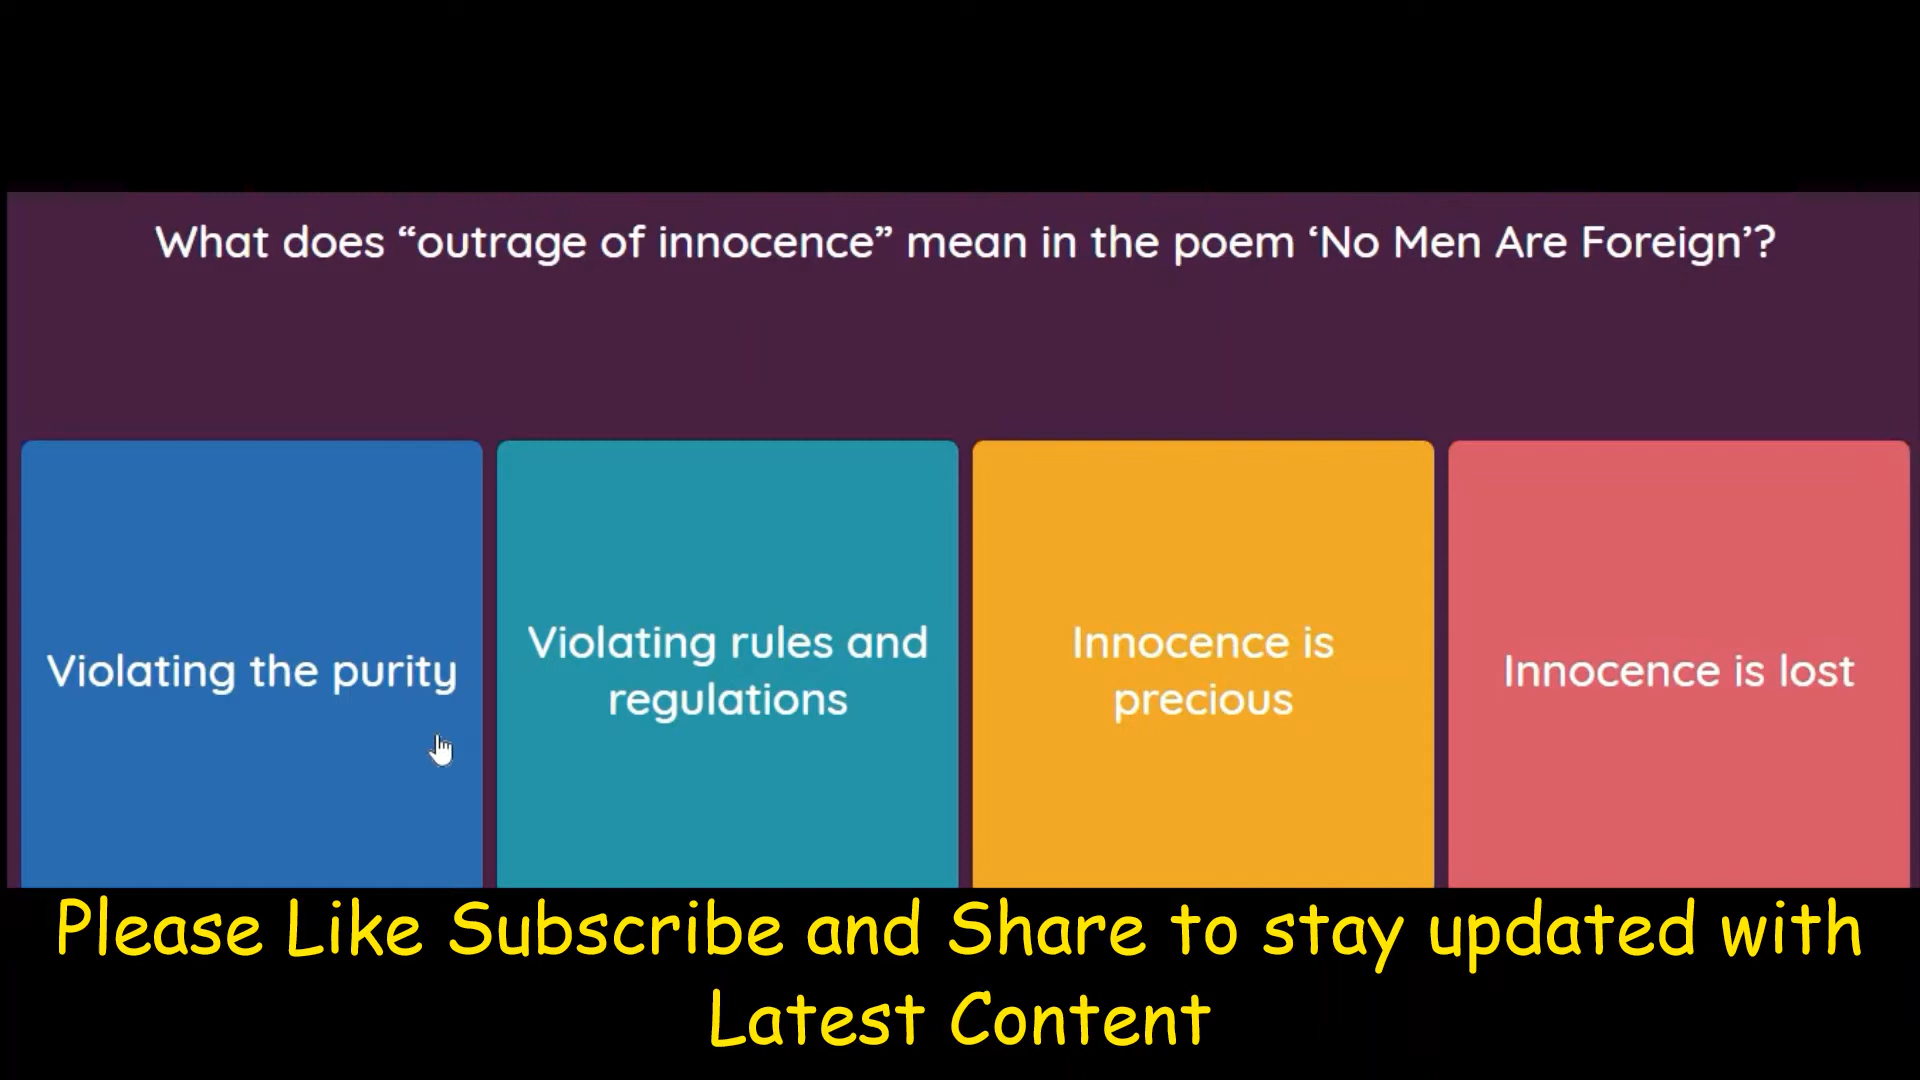 What does “outrage of innocence” mean in the poem ‘No Men Are Foreign’?
Violating the purity
Violating rules and
regulations
Innocence is
precious
Innocence is lost
Please Like Subscribe and Share to stay updated with
Latest Content